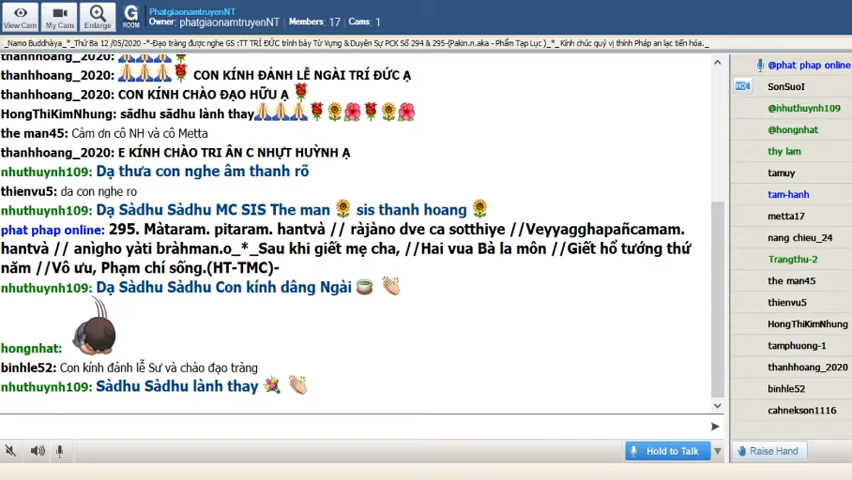 View Cam
My Cam
Enlarge
G
ROOM
PhatgiaonamtruyenNT
Owner: phatgiaonamtruyenNT Members: 17 / Cams: 1
_Namo Buddhàya_*_Thứ Ba 12 /05/2020 -*-Đạo tràng được nghe GS :TT TRÍ ĐỨC trình bày Từ Vựng &Duyên Sự PCK Số 294 & 295-(Pakin.n.aka - Phẩm Tạp Lục )_*_Kính chúc quý vị thính Pháp an lạc tiến hóa._
thanhhoang_2020:
thanhhoang_2020: CON KÍNH ĐẢNH LỄ NGÀI TRÍ ĐỨC Ạ
thanhhoang_2020: CON KÍNH CHÀO ĐẠO HỮU Ạ
HongThiKimNhung: sādhu sādhu lành thay
the man45: Cảm ơn cô NH và cô Metta
thanhhoang_2020: E KÍNH CHÀO TRI ÂN C NHỰT HUỲNH Ạ
nhuthuynh109: Dạ thưa con nghe âm thanh rõ
thienvu5: da con nghe ro
nhuthuynh109: Dạ Sàdhu Sàdhu MC SIS The man sis thanh hoang
phat phap online: 295. Màtaram. pitaram. hantvà // ràjàno dve ca sotthiye //Veyyagghapañcamam.
hantvà // anìgho yàti bràhman.o_*_Sau khi giết mẹ cha, //Hai vua Bà la môn //Giết hổ tướng thứ
năm //Vô ưu, Phạm chí sống.(HT-TMC)-
nhuthuynh109: Dạ Sàdhu Sàdhu Con kính dâng Ngài
hongnhat:
binhle52: Con kính đảnh lễ Sư và chào đạo tràng
nhuthuynh109: Sàdhu Sàdhu lành thay
Hold to Talk
@phat phap online
HD
SonSuoI
@nhuthuynh109
@hongnhat
thy lam
tamuy
tam-hanh
metta17
nang chieu_24
Trangthu-2
the man45
thienvu5
HongThiKimNhung
tamphuong-1
thanhhoang_2020
binhle52
cahnekson1116
Raise Hand